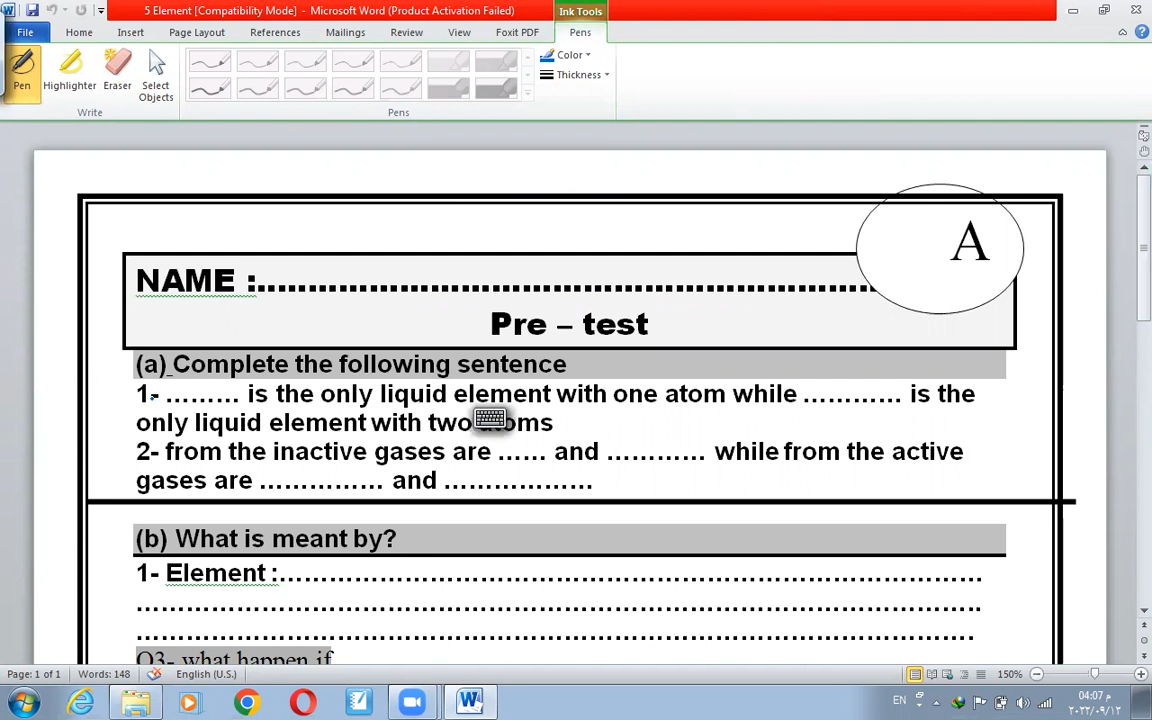 5 Element [Compatibility Mode] - Microsoft Word (Product Activation Failed)
Ink Tools
File
Home
Insert
Page Layout
References
Mailings
Review
View
Foxit PDF
Pens
Pen
Highlighter
Eraser
Select
Objects
Color
Thickness
Write
Pens
A
NAME :..........................................................................
Pre – test
(a) Complete the following sentence
1- ……… is the only liquid element with one atom while ………… is the
only liquid element with two atoms
2- from the inactive gases are …… and ………… while from the active
gases are …………… and ………………
(b) What is meant by?
1- Element :……………………………………………………………………….
………………………………………………………………………………………..
……………………………………………………………………………………….
Q3- what happen if
Page: 1 of 1
Words: 148
English (U.S.)
150%
EN
04:07 م
٢٠٢٢/٠٩/١٢